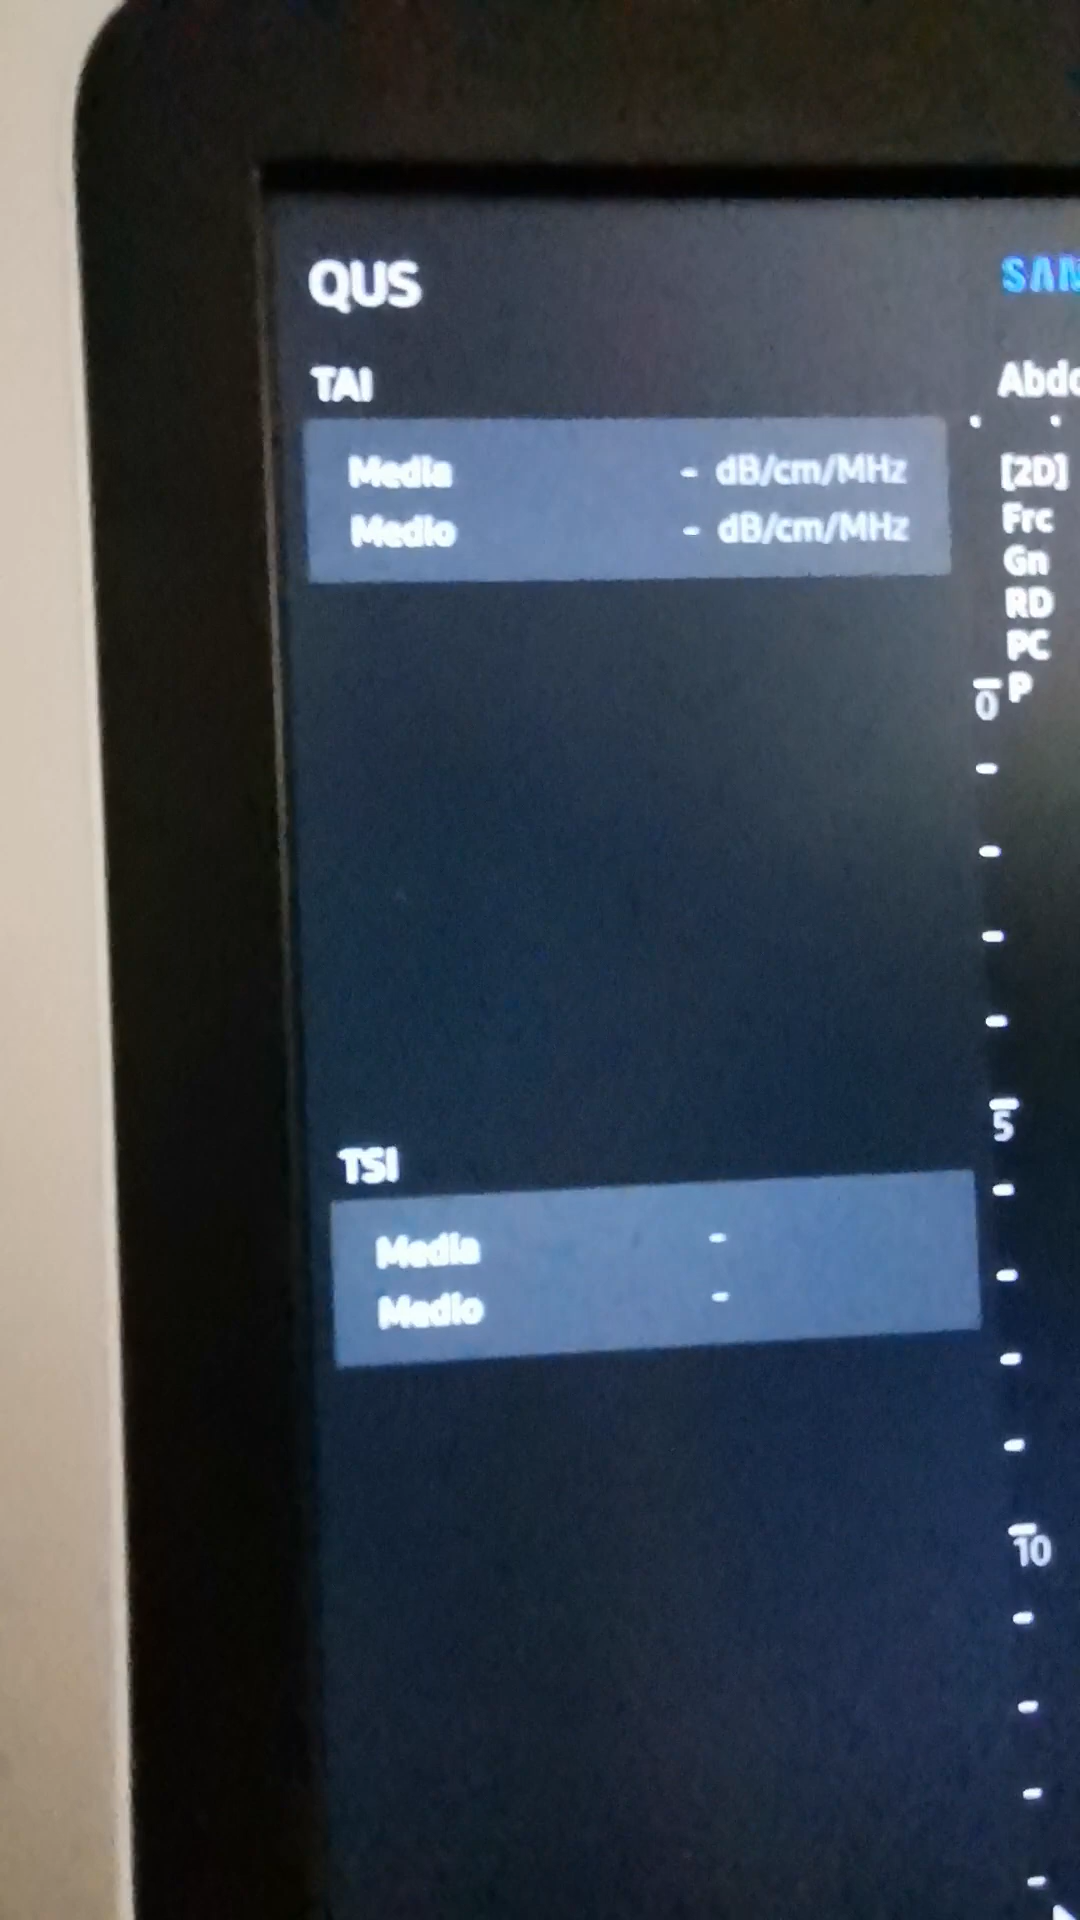 QUS
TAI
Media - dB/cm/MHz
Medio - dB/cm/MHz
TSI
Media -
Medio -
SAM
Abdo
[2D]
Frc
Gn
RD
PC
P
0
5
10